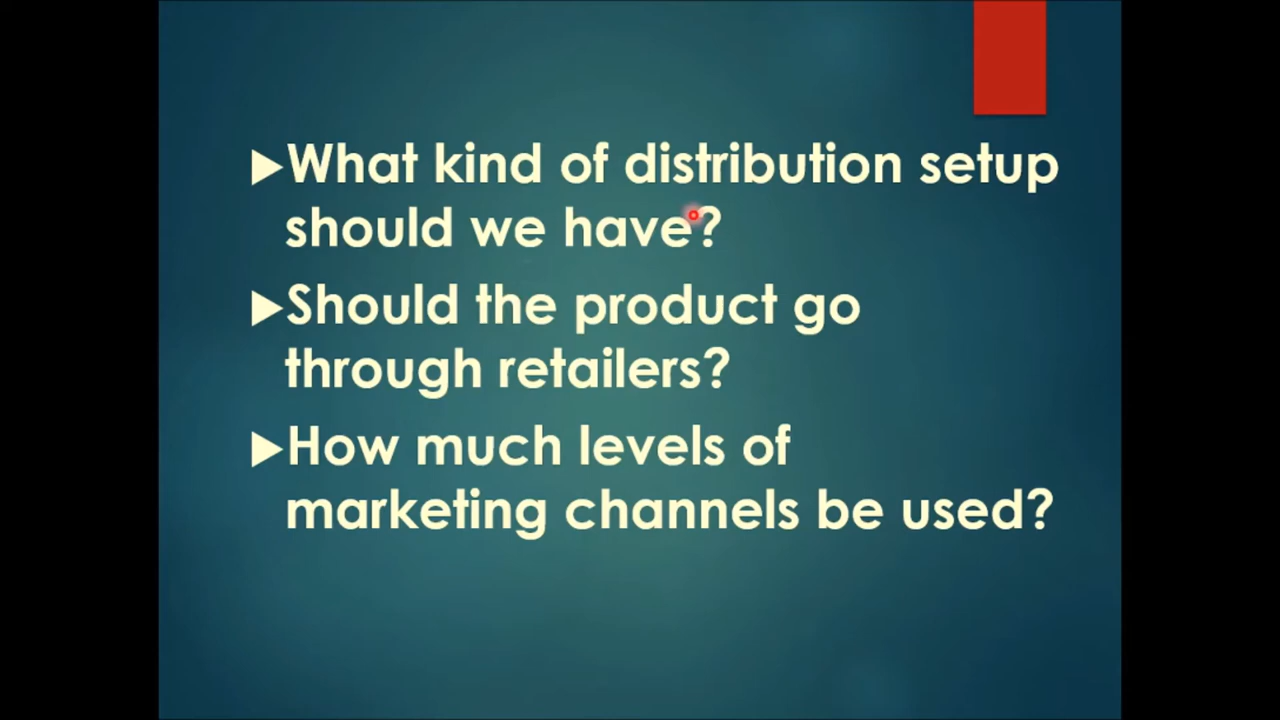 What kind of distribution setup
should we have?
Should the product go
through retailers?
How much levels of
marketing channels be used?